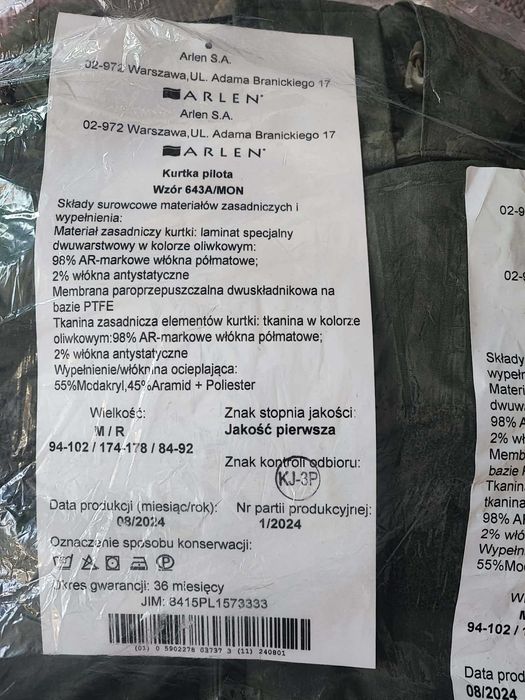 Arlen S.A.
02-972 Warszawa,UL. Adama Branickiego 17
ARLEN
Arlen S.A.
02-972 Warszawa,UL. Adama Branickiego 17
ARLEN
Kurtka pilota
Wzór 643A/MON
Składy surowcowe materiałów zasadniczych i
wypełnienia:
Materiał zasadniczy kurtki: laminat specjalny
dwuwarstwowy w kolorze oliwkowym:
98% AR-markowe włókna półmatowe;
2% włókna antystatyczne
Membrana paroprzepuszczalna dwuskładnikowa na
bazie PTFE
Tkanina zasadnicza elementów kurtki: tkanina w kolorze
oliwkowym:98% AR-markowe włókna półmatowe;
2% włókna antystatyczne
Wypełnienie/włóknina ocieplająca:
55%Mcdakryl,45%Aramid + Poliester
Wielkość:
M / R
94-102 / 174-178 / 84-92
Znak stopnia jakości:
Jakość pierwsza
Znak kontroli odbioru:
KJ-3P
Data produkcji (miesiąc/rok):
08/2024
Nr partii produkcyjnej:
1/2024
Oznaczenie sposobu konserwacji:
Okres gwarancji: 36 miesięcy
JIM: 8415PL1573333
(01) 0 5902278 03737 3 (11) 240801
02-97
02-9
Składy
wypełn
Materi
dwuwa
98% A
2% wł
Memb
bazie
Tkanin
tkanina
98% A
2% włó
Wypełn
55%Mo
W
M
94-102 / 1
Data prod
08/2024